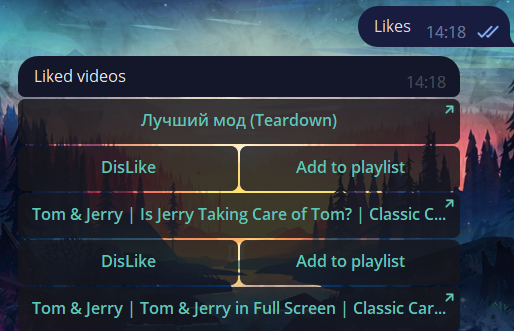 Likes
14:18
Liked videos
14:18
Лучший мод (Teardown)
DisLike
Add to playlist
Tom & Jerry | Is Jerry Taking Care of Tom? | Classic C...
DisLike
Add to playlist
Tom & Jerry | Tom & Jerry in Full Screen | Classic Car...